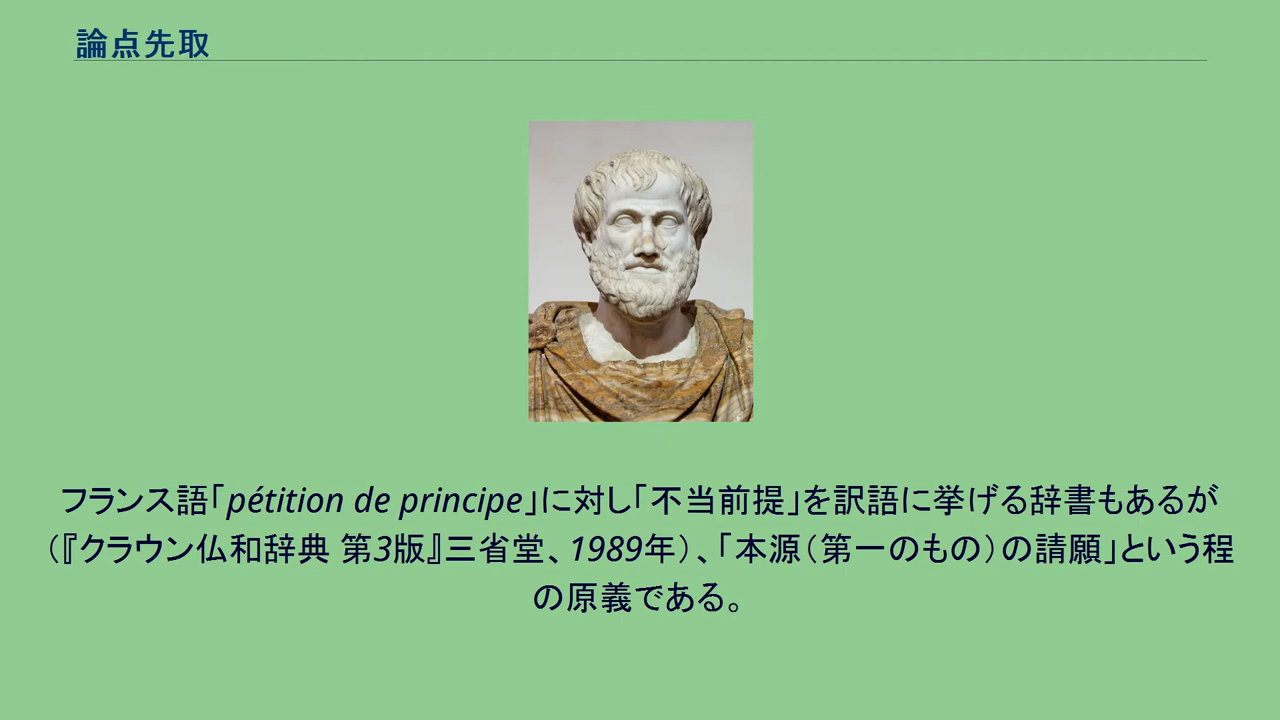 論点先取
フランス語「pétition de principe」に対し「不当前提」を訳語に挙げる辞書もあるが
（『クラウン仏和辞典 第3版』三省堂、1989年）、「本源（第一のもの）の請願」という程
の原義である。